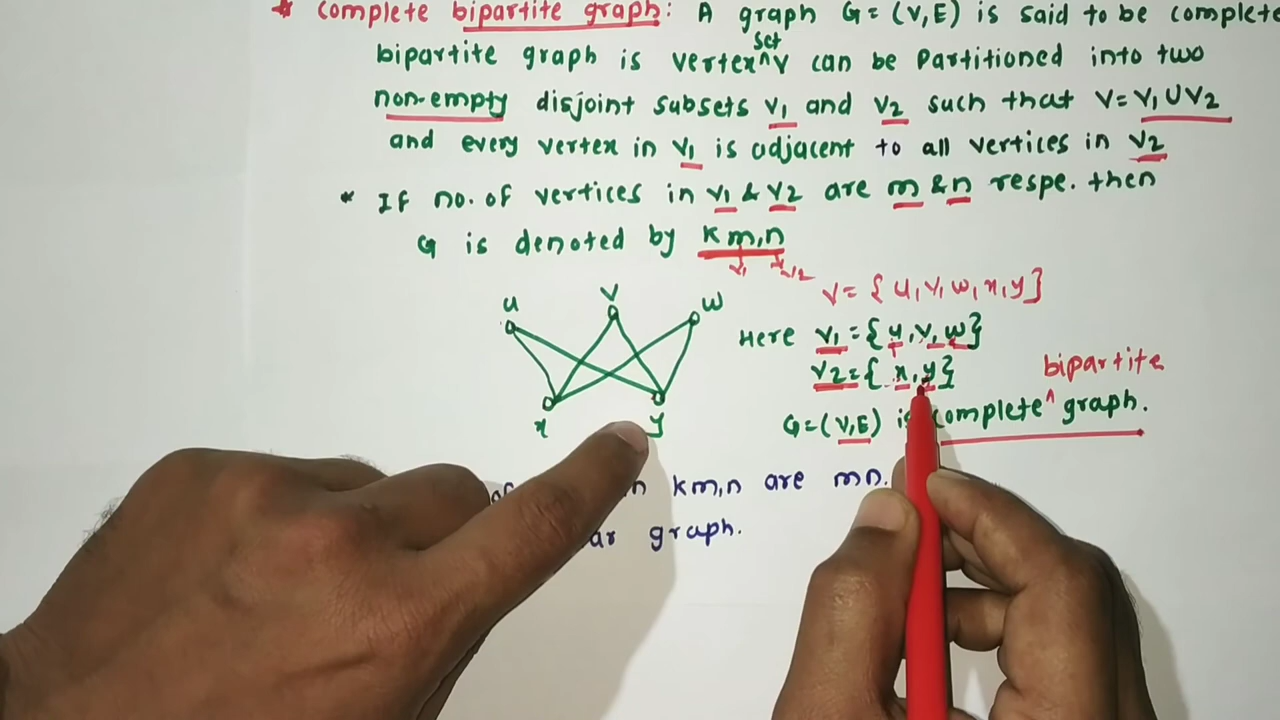 * Complete bipartite graph: A graph G=(V,E) is said to be complete
set
bipartite graph is vertex ^ V can be Partitioned into two
non-empty disjoint subsets V1 and V2 such that V=V1UV2
and every vertex in V1 is adjacent to all vertices in V2
* If no. of vertices in V1 & V2 are m & n respe. then
G is denoted by Km,n
V1 V2
V={u,v,w,x,y}
u v w
Here V1={u,v,w}
V2={x,y}
bipartite
G=(V,E) is complete ^ graph.
x y
of n Km,n are mn.
ar graph.